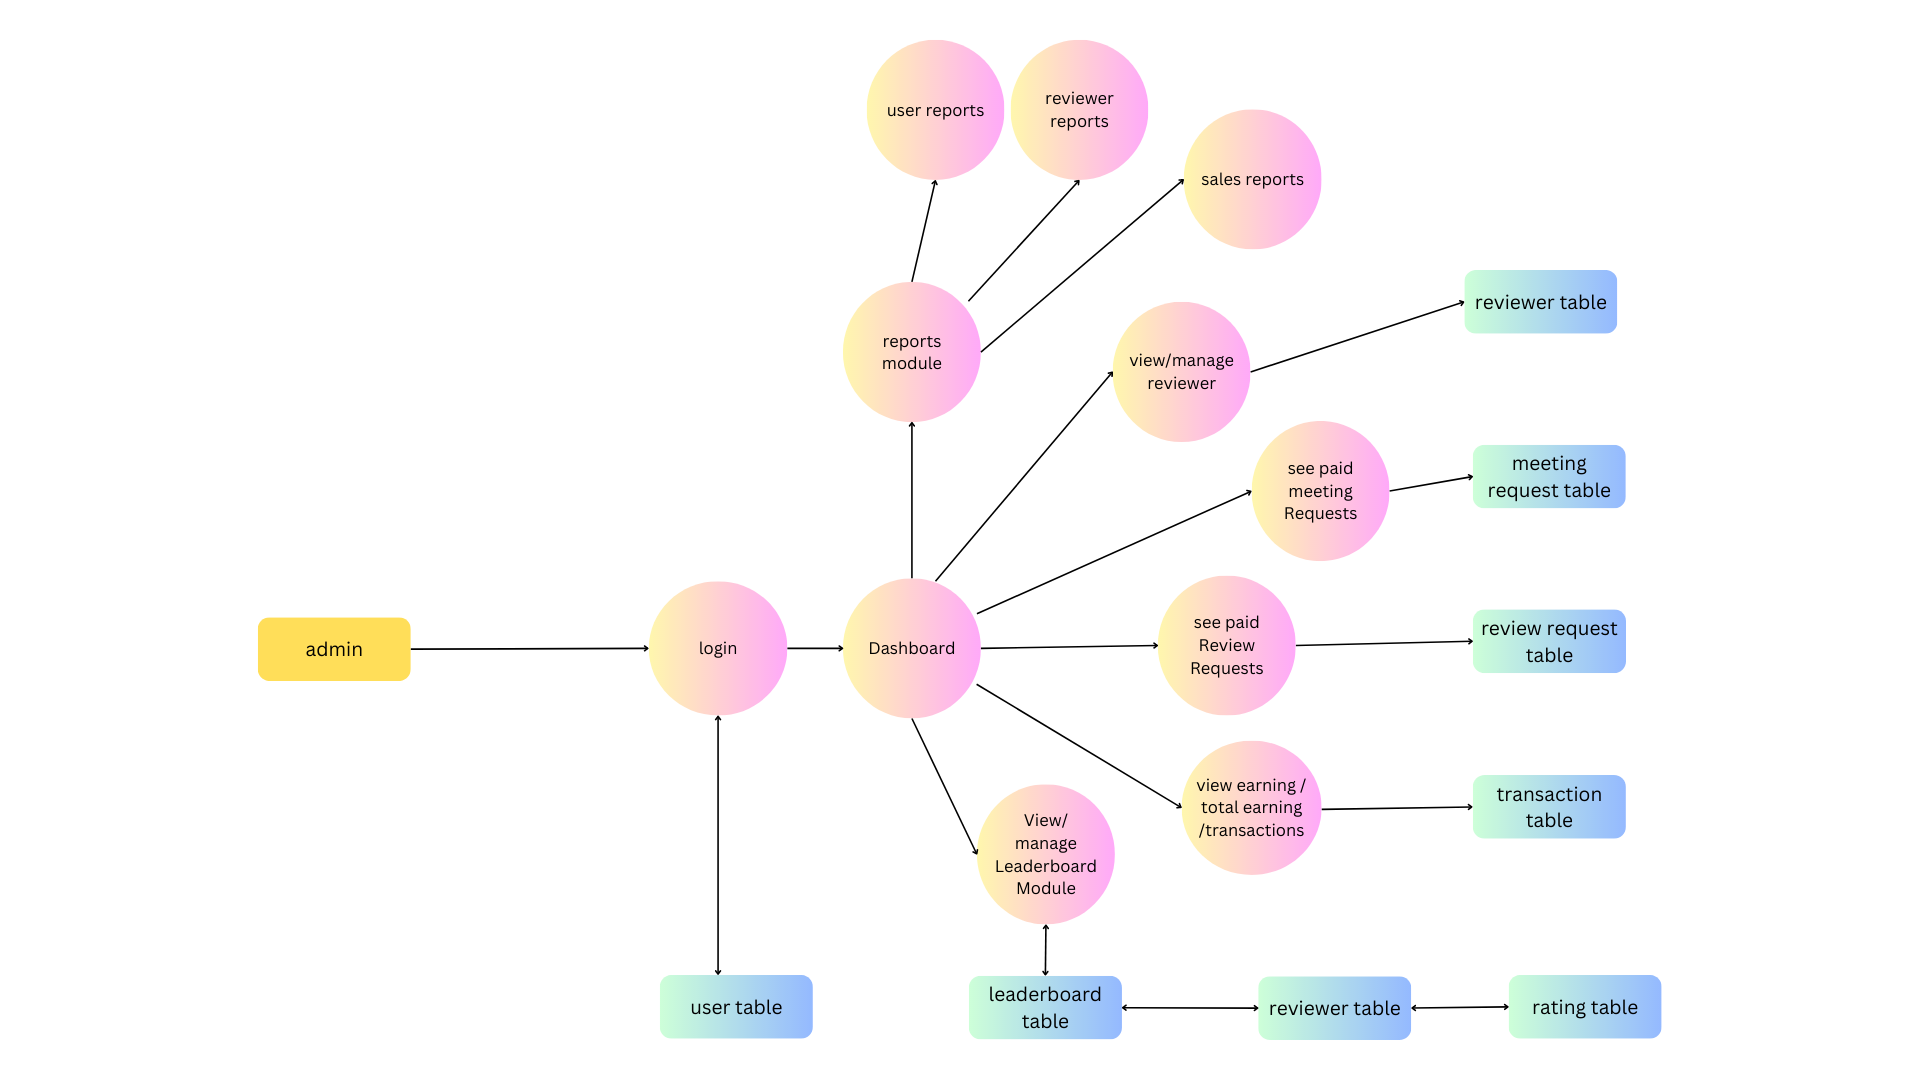 user reports
reviewer
reports
sales reports
reviewer table
reports
module
view/manage
reviewer
see paid
meeting
Requests
meeting
request table
admin
login
Dashboard
see paid
Review
Requests
review request
table
view earning /
total earning
/transactions
transaction
table
View/
manage
Leaderboard
Module
user table
leaderboard
table
reviewer table
rating table